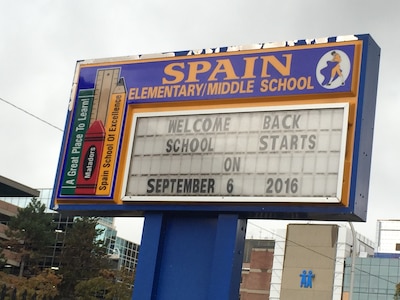 SPAIN
ELEMENTARY/MIDDLE SCHOOL
A Great Place To Learn!
Matadors
Spain School Of Excellence
WELCOME BACK
SCHOOL STARTS
ON
SEPTEMBER 6 2016